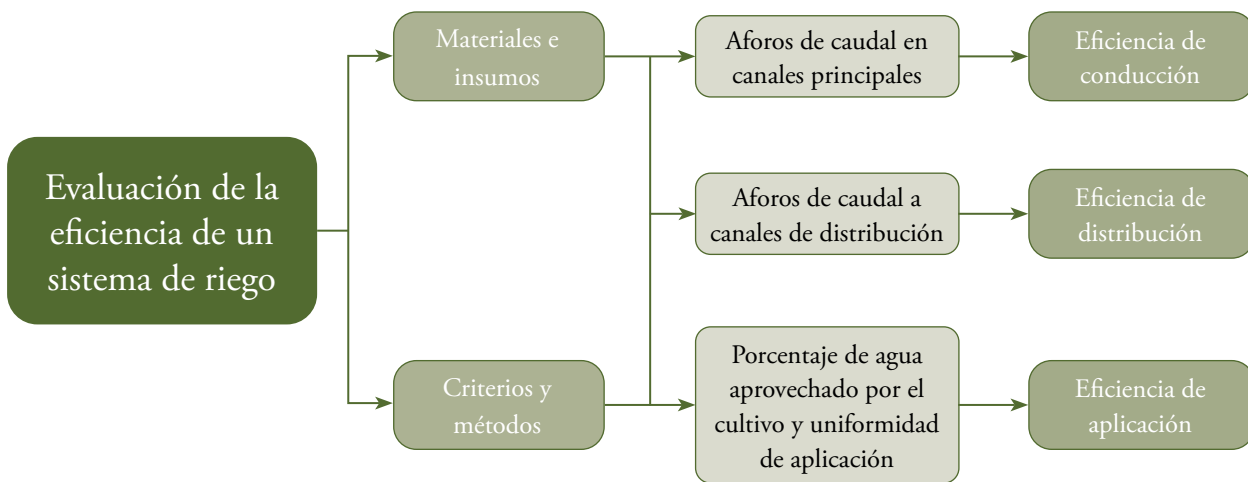 Evaluación de la
eficiencia de un
sistema de riego
Materiales e
insumos
Criterios y
métodos
Aforos de caudal en
canales principales
Aforos de caudal a
canales de distribución
Porcentaje de agua
aprovechado por el
cultivo y uniformidad
de aplicación
Eficiencia de
conducción
Eficiencia de
distribución
Eficiencia de
aplicación